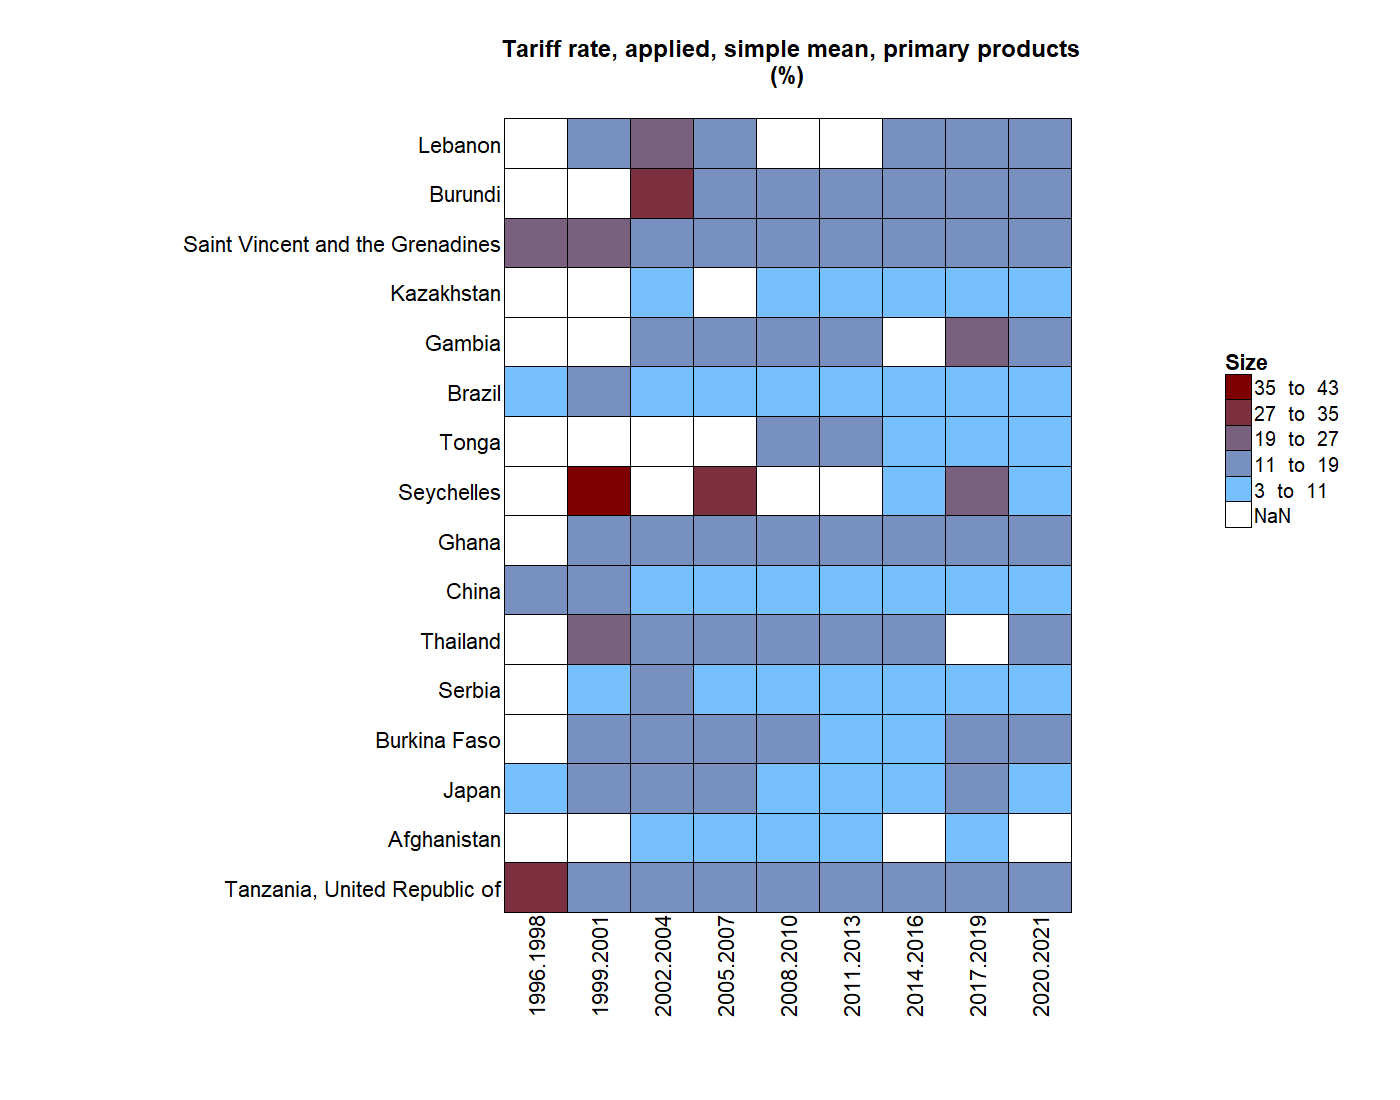 Tariff rate, applied, simple mean, primary products
(%)
Lebanon
Burundi
Saint Vincent and the Grenadines
Kazakhstan
Gambia
Brazil
Tonga
Seychelles
Ghana
China
Thailand
Serbia
Burkina Faso
Japan
Afghanistan
Tanzania, United Republic of
1996.1998
1999.2001
2002.2004
2005.2007
2008.2010
2011.2013
2014.2016
2017.2019
2020.2021
Size
35 to 43
27 to 35
19 to 27
11 to 19
3 to 11
NaN